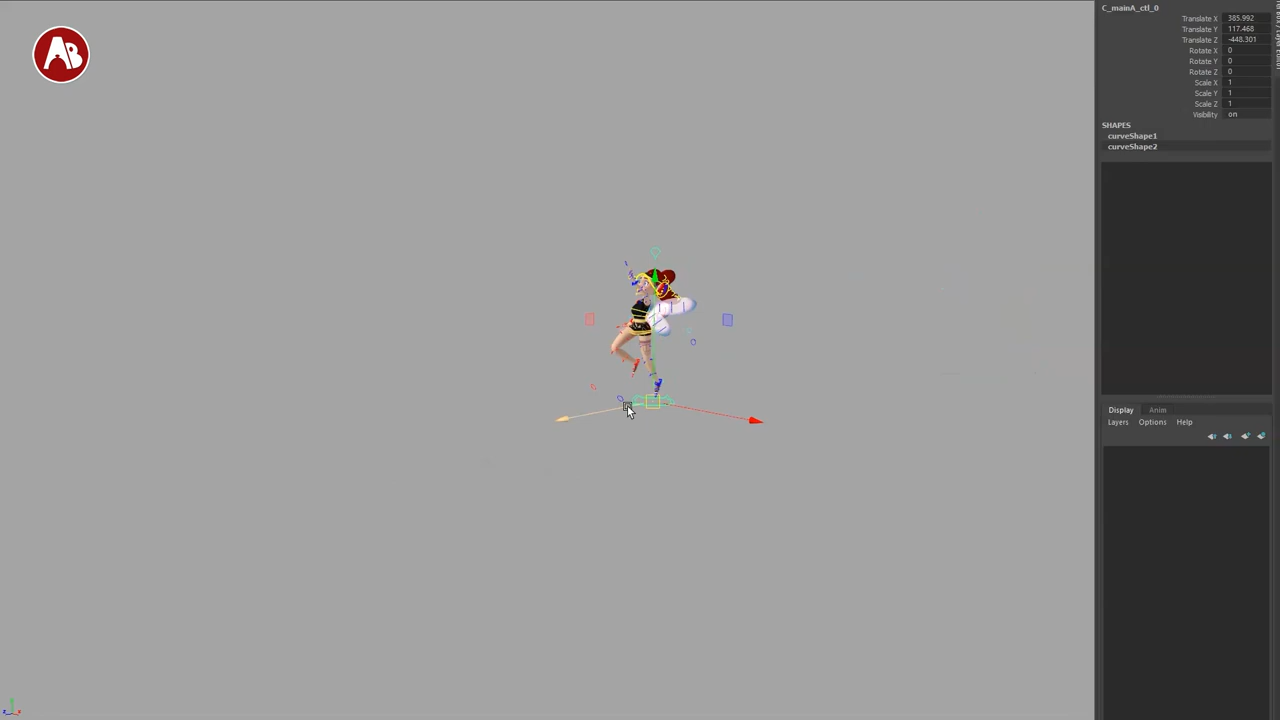 AB
C_mainA_ctl_0
Translate X 385.992
Translate Y 117.468
Translate Z -448.301
Rotate X 0
Rotate Y 0
Rotate Z 0
Scale X 1
Scale Y 1
Scale Z 1
Visibility on
SHAPES
curveShape1
curveShape2
Display Anim
Layers Options Help